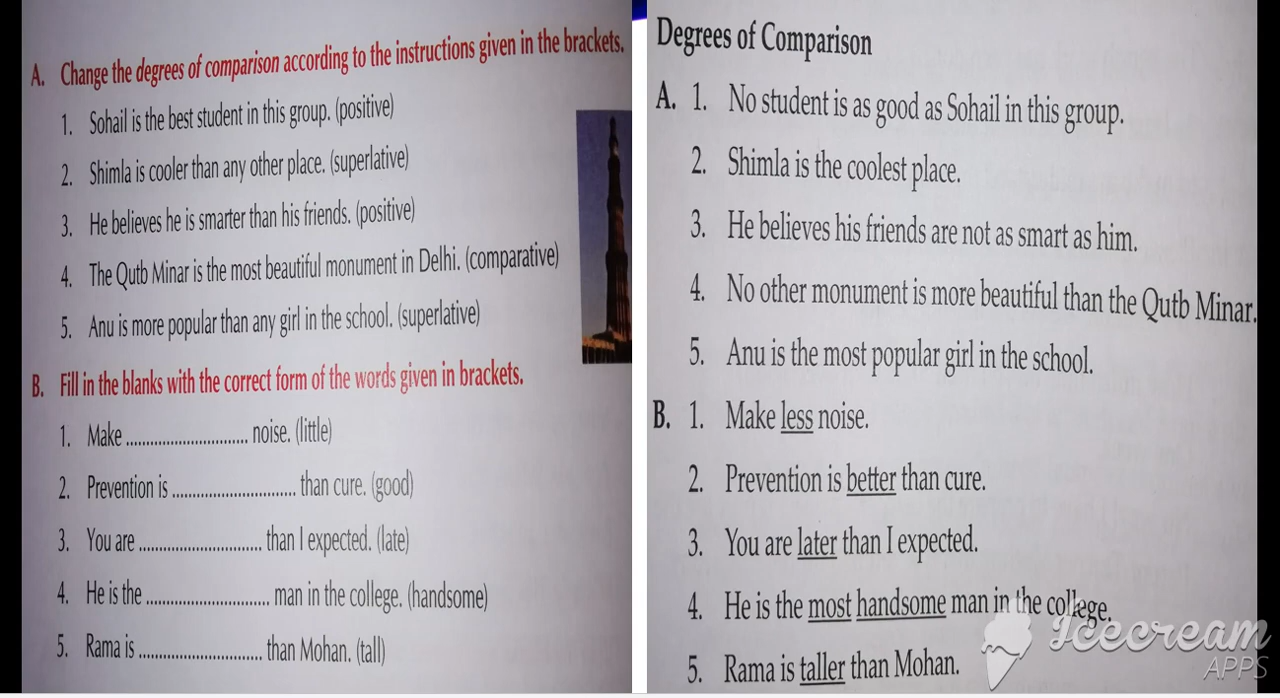 A. Change the degrees of comparison according to the instructions given in the brackets.
1. Sohail is the best student in this group. (positive)
2. Shimla is cooler than any other place. (superlative)
3. He believes he is smarter than his friends. (positive)
4. The Qutb Minar is the most beautiful monument in Delhi. (comparative)
5. Anu is more popular than any girl in the school. (superlative)
B. Fill in the blanks with the correct form of the words given in brackets.
1. Make ............................ noise. (little)
2. Prevention is ............................ than cure. (good)
3. You are ............................ than I expected. (late)
4. He is the ............................ man in the college. (handsome)
5. Rama is ............................ than Mohan. (tall)
Degrees of Comparison
A. 1. No student is as good as Sohail in this group.
2. Shimla is the coolest place.
3. He believes his friends are not as smart as him.
4. No other monument is more beautiful than the Qutb Minar.
5. Anu is the most popular girl in the school.
B. 1. Make less noise.
2. Prevention is better than cure.
3. You are later than I expected.
4. He is the most handsome man in the college.
5. Rama is taller than Mohan.
Icecream
APPS